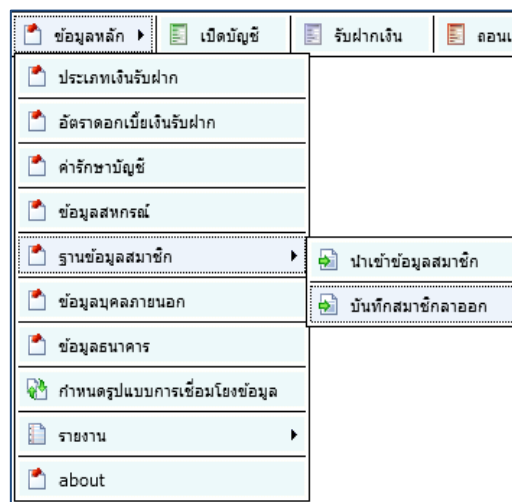 ข้อมูลหลัก เปิดบัญชี รับฝากเงิน
ประเภทเงินรับฝาก
อัตราดอกเบี้ยเงินรับฝาก
ค่ารักษาบัญชี
ข้อมูลสหกรณ์
ฐานข้อมูลสมาชิก
นำเข้าข้อมูลสมาชิก
บันทึกสมาชิกลาออก
ข้อมูลบุคลภายนอก
ข้อมูลธนาคาร
กำหนดรูปแบบการเชื่อมโยงข้อมูล
รายงาน
about